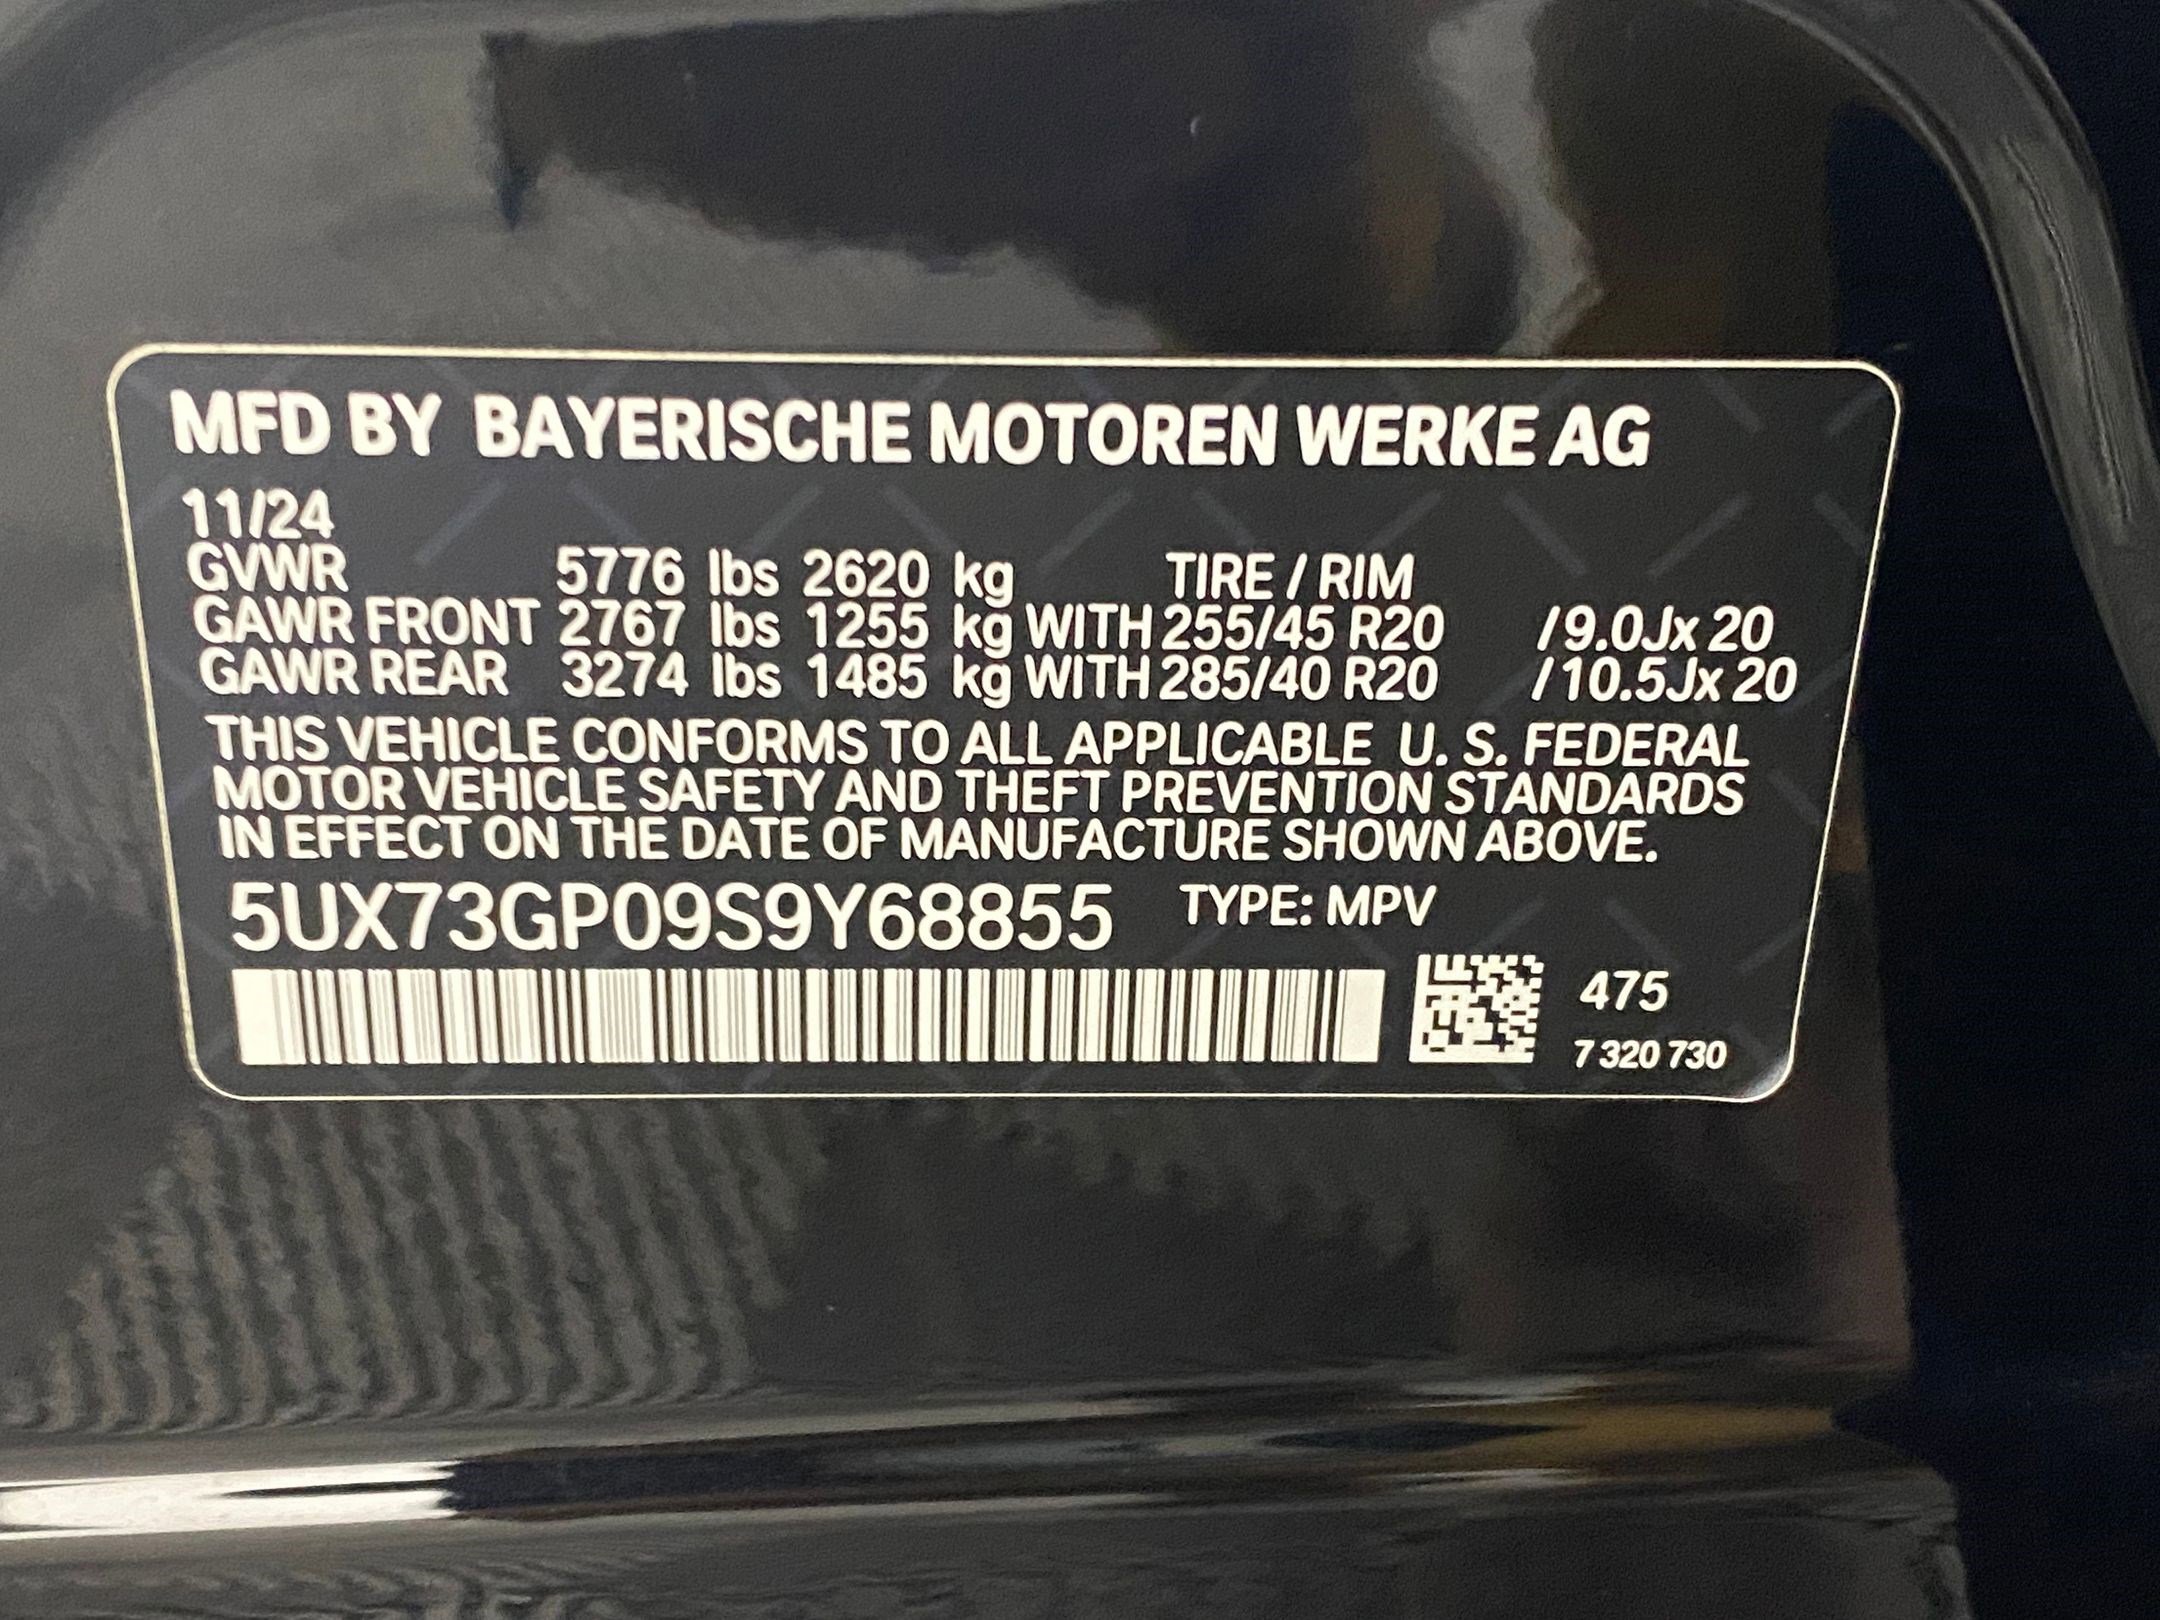 MFD BY BAYERISCHE MOTOREN WERKE AG
11/24
GVWR 5776 lbs 2620 kg TIRE / RIM
GAWR FRONT 2767 lbs 1255 kg WITH 255/45 R20 /9.0Jx 20
GAWR REAR 3274 lbs 1485 kg WITH 285/40 R20 /10.5Jx 20
THIS VEHICLE CONFORMS TO ALL APPLICABLE U. S. FEDERAL
MOTOR VEHICLE SAFETY AND THEFT PREVENTION STANDARDS
IN EFFECT ON THE DATE OF MANUFACTURE SHOWN ABOVE.
5UX73GP09S9Y68855 TYPE: MPV
475
7 320 730